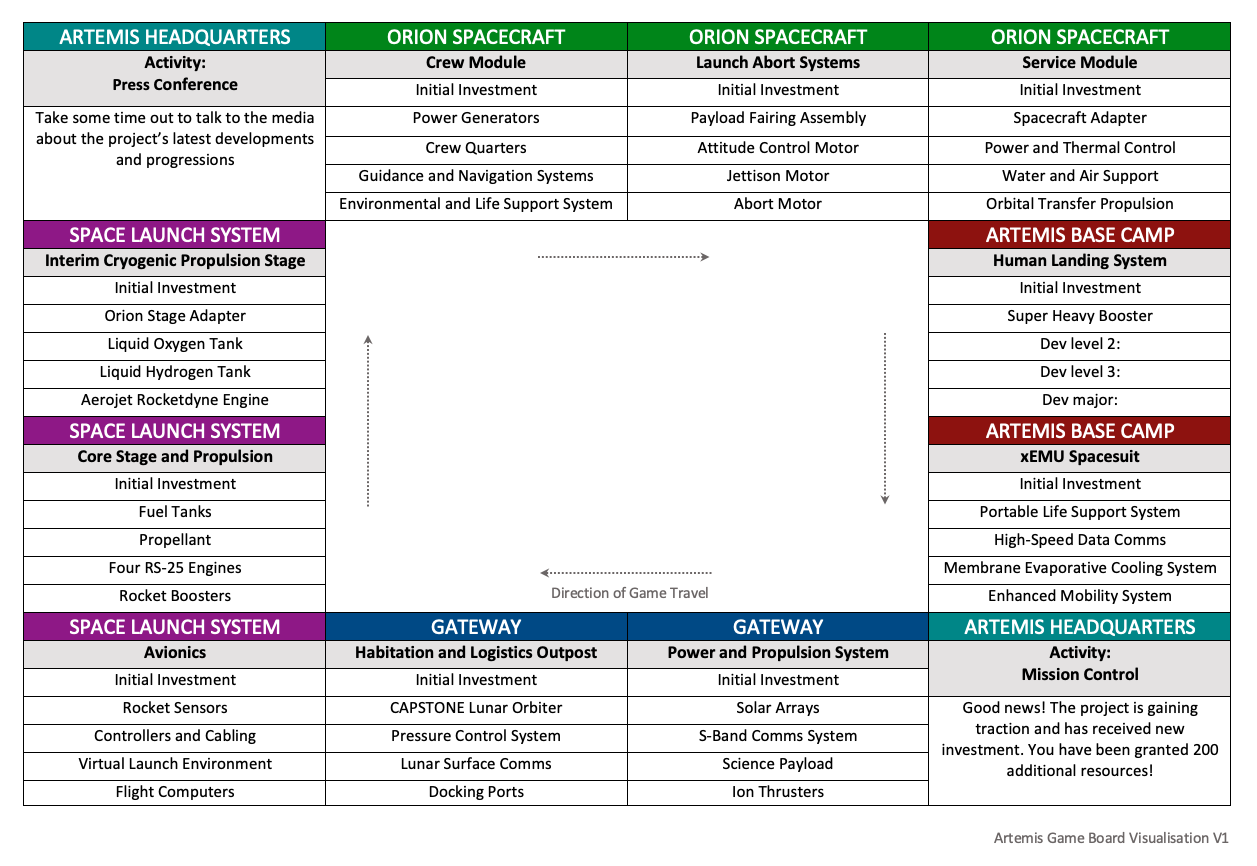 ARTEMIS HEADQUARTERS
Activity:
Press Conference
Take some time out to talk to the media
about the project’s latest developments
and progressions
ORION SPACECRAFT
Crew Module
Initial Investment
Power Generators
Crew Quarters
Guidance and Navigation Systems
Environmental and Life Support System
ORION SPACECRAFT
Launch Abort Systems
Initial Investment
Payload Fairing Assembly
Attitude Control Motor
Jettison Motor
Abort Motor
ORION SPACECRAFT
Service Module
Initial Investment
Spacecraft Adapter
Power and Thermal Control
Water and Air Support
Orbital Transfer Propulsion
SPACE LAUNCH SYSTEM
Interim Cryogenic Propulsion Stage
Initial Investment
Orion Stage Adapter
Liquid Oxygen Tank
Liquid Hydrogen Tank
Aerojet Rocketdyne Engine
ARTEMIS BASE CAMP
Human Landing System
Initial Investment
Super Heavy Booster
Dev level 2:
Dev level 3:
Dev major:
SPACE LAUNCH SYSTEM
Core Stage and Propulsion
Initial Investment
Fuel Tanks
Propellant
Four RS-25 Engines
Rocket Boosters
Direction of Game Travel
ARTEMIS BASE CAMP
xEMU Spacesuit
Initial Investment
Portable Life Support System
High-Speed Data Comms
Membrane Evaporative Cooling System
Enhanced Mobility System
SPACE LAUNCH SYSTEM
Avionics
Initial Investment
Rocket Sensors
Controllers and Cabling
Virtual Launch Environment
Flight Computers
GATEWAY
Habitation and Logistics Outpost
Initial Investment
CAPSTONE Lunar Orbiter
Pressure Control System
Lunar Surface Comms
Docking Ports
GATEWAY
Power and Propulsion System
Initial Investment
Solar Arrays
S-Band Comms System
Science Payload
Ion Thrusters
ARTEMIS HEADQUARTERS
Activity:
Mission Control
Good news! The project is gaining
traction and has received new
investment. You have been granted 200
additional resources!
Artemis Game Board Visualisation V1